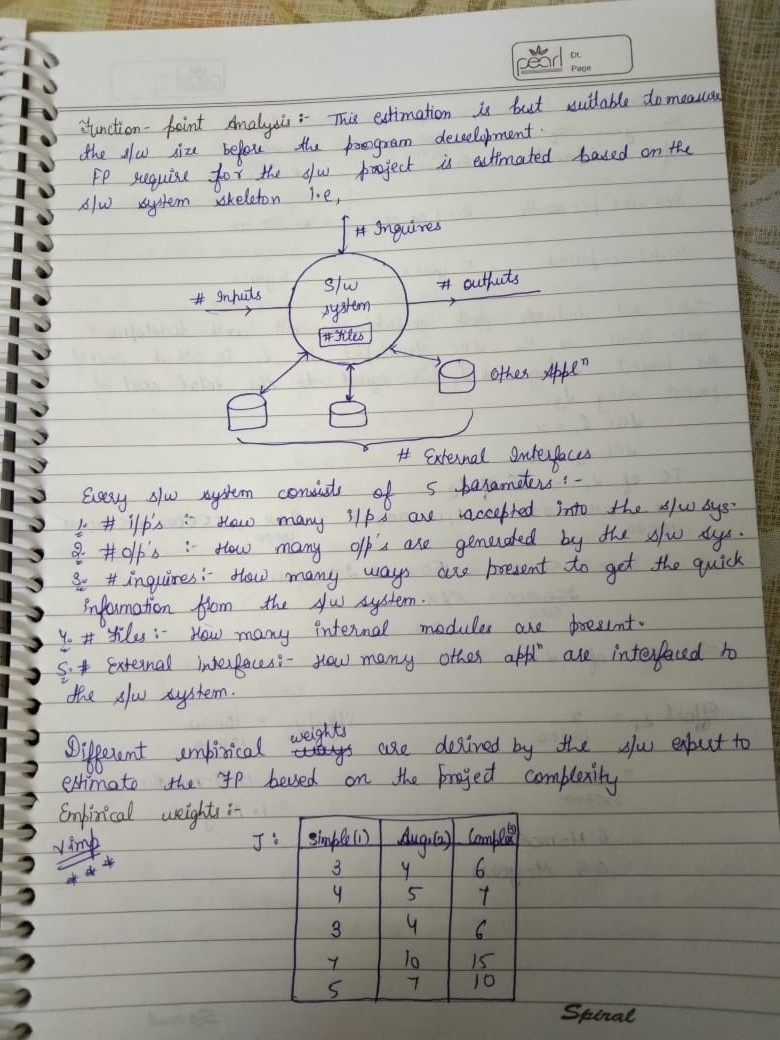 pearl Dt.
Page
Function- point Analysis :- This estimation is best suitable to measure
the s/w size before the program development.
FP require for the s/w project is estimated based on the
s/w system skeleton i.e,
# Inquires
# Inputs
S/w
system
# Files
# outputs
Other Applⁿ
# External Interfaces
Every s/w system consists of 5 parameters :-
1. # i/p's :- How many i/p's are accepted into the s/w sys.
2. # o/p's :- How many o/p's are generated by the s/w sys.
3. # inquires :- How many ways are present to get the quick
information from the s/w system.
4. # Files :- How many internal modules are present.
5. # External interfaces :- How many other applⁿ are interfaced to
the s/w system.
Different empirical weights are derived by the s/w expert to
estimate the FP based on the project complexity
Empirical weights :-
v imp
***
J : Simple(1) Avg.(2) Complex(3)
3 4 6
4 5 7
3 4 6
7 10 15
5 7 10
Spiral